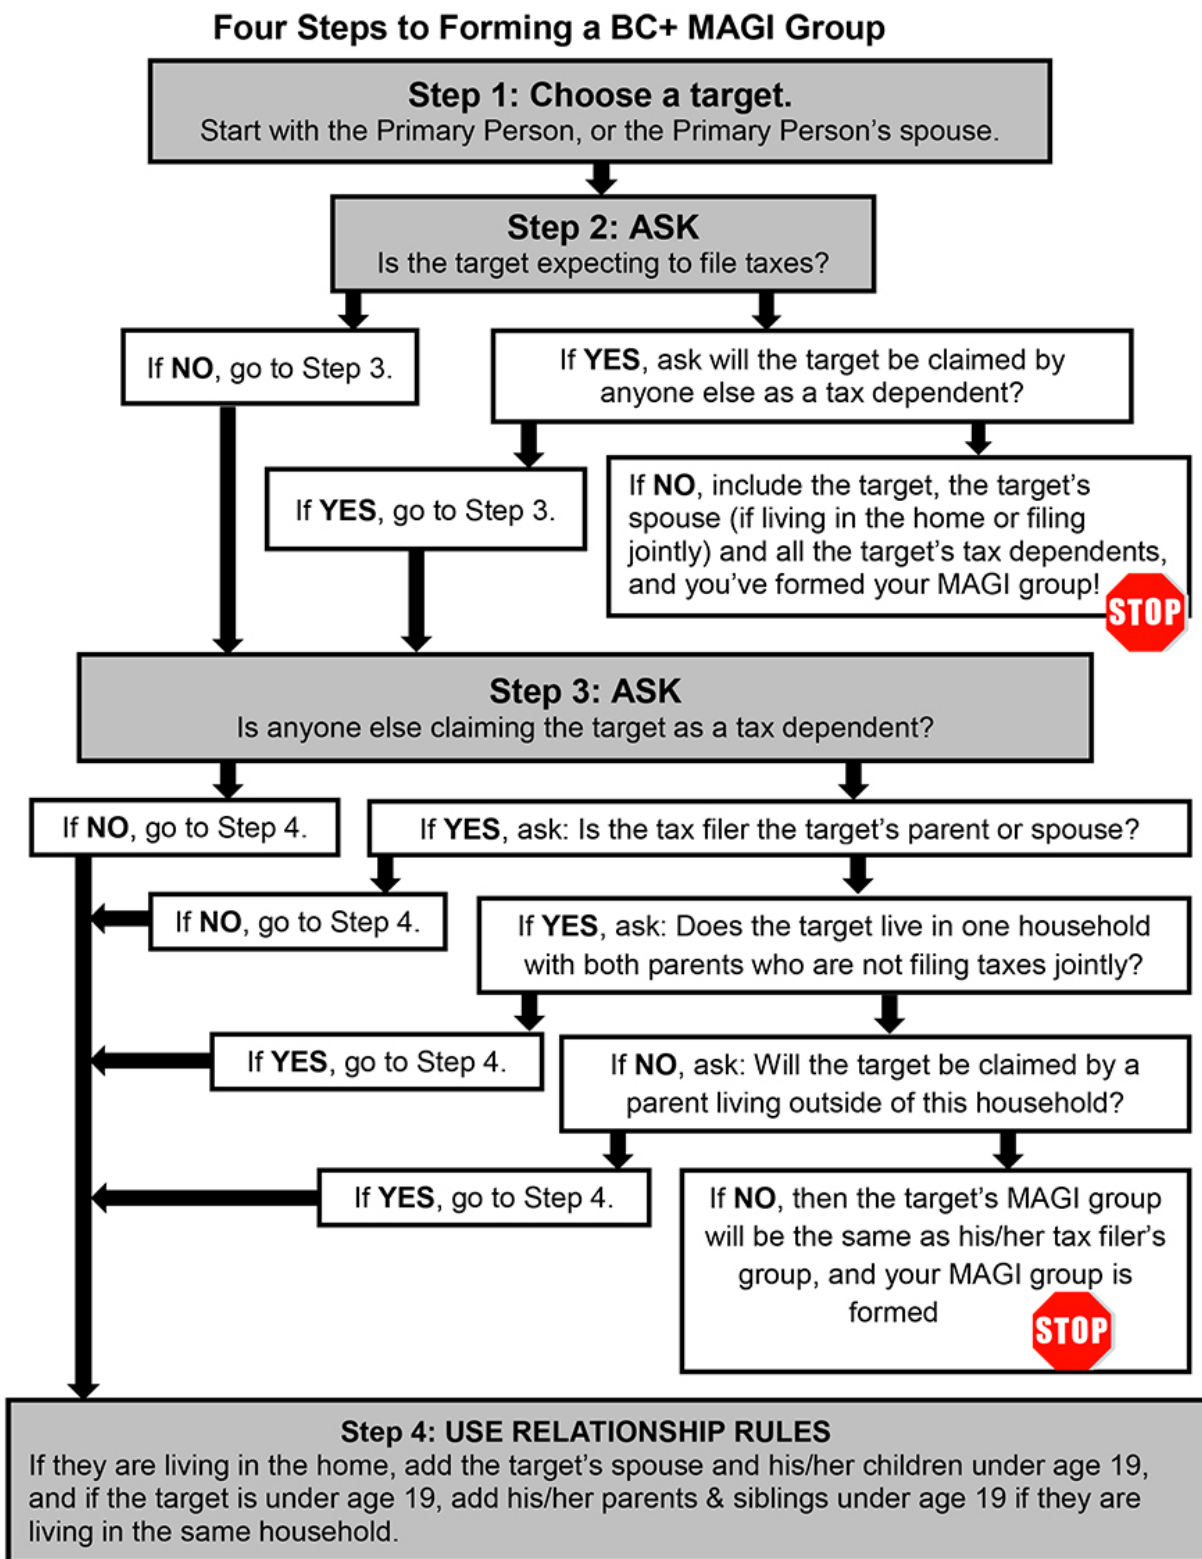 Four Steps to Forming a BC+ MAGI Group
Step 1: Choose a target.
Start with the Primary Person, or the Primary Person's spouse.
Step 2: ASK
Is the target expecting to file taxes?
If NO, go to Step 3.
If YES, ask will the target be claimed by
anyone else as a tax dependent?
If YES, go to Step 3.
If NO, include the target, the target's
spouse (if living in the home or filing
jointly) and all the target's tax dependents,
and you've formed your MAGI group!
STOP
Step 3: ASK
Is anyone else claiming the target as a tax dependent?
If NO, go to Step 4.
If YES, ask: Is the tax filer the target's parent or spouse?
If NO, go to Step 4.
If YES, ask: Does the target live in one household
with both parents who are not filing taxes jointly?
If YES, go to Step 4.
If NO, ask: Will the target be claimed by a
parent living outside of this household?
If YES, go to Step 4.
If NO, then the target's MAGI group
will be the same as his/her tax filer's
group, and your MAGI group is
formed
STOP
Step 4: USE RELATIONSHIP RULES
If they are living in the home, add the target's spouse and his/her children under age 19,
and if the target is under age 19, add his/her parents & siblings under age 19 if they are
living in the same household.